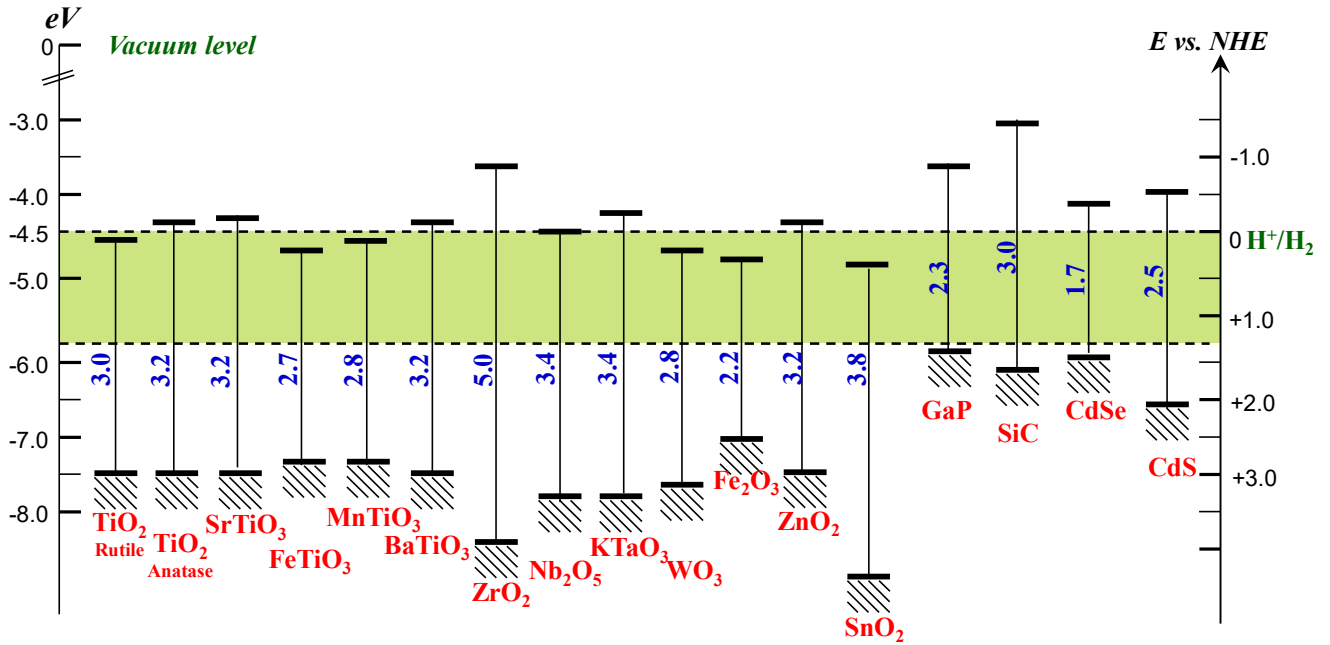 eV
Vacuum level
E vs. NHE
0
-3.0
-4.0
-4.5
-5.0
-6.0
-7.0
-8.0
-1.0
0 H⁺/H₂
+1.0
+2.0
+3.0
3.0
3.2
3.2
2.7
2.8
3.2
5.0
3.4
3.4
2.8
2.2
3.2
3.8
2.3
3.0
1.7
2.5
TiO₂
Rutile
TiO₂
Anatase
SrTiO₃
FeTiO₃
MnTiO₃
BaTiO₃
ZrO₂
Nb₂O₅
KTaO₃
WO₃
Fe₂O₃
ZnO₂
SnO₂
GaP
SiC
CdSe
CdS